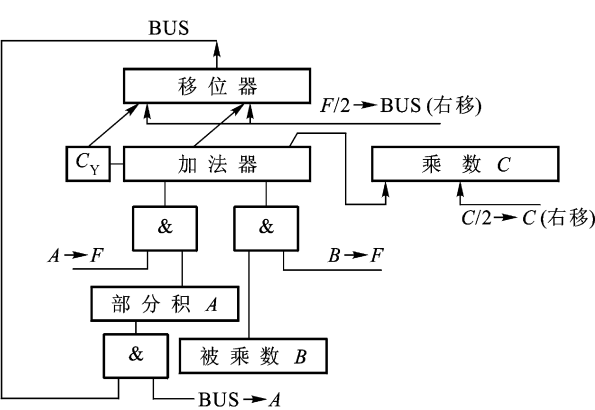 BUS
移位器
F/2→BUS(右移)
C_Y
加法器
乘数 C
&
&
C/2→C(右移)
A→F
B→F
部分积 A
&
被乘数 B
BUS→A